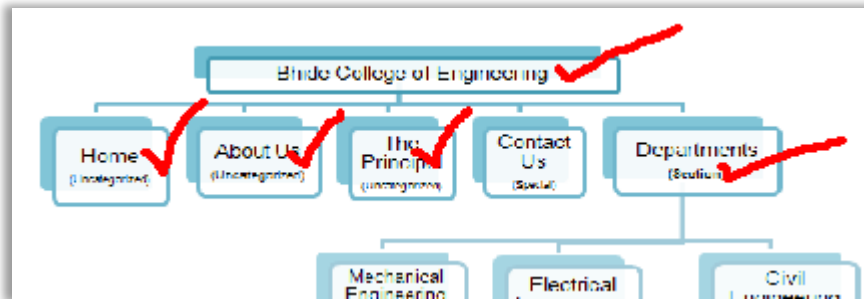 Bhide College of Engineering
Home
(Uncategorized)
About Us
(Uncategorized)
The
Principal
(Uncategorized)
Contact
Us
(Special)
Departments
(Section)
Mechanical
Engineering
Electrical
Civil
Engineering